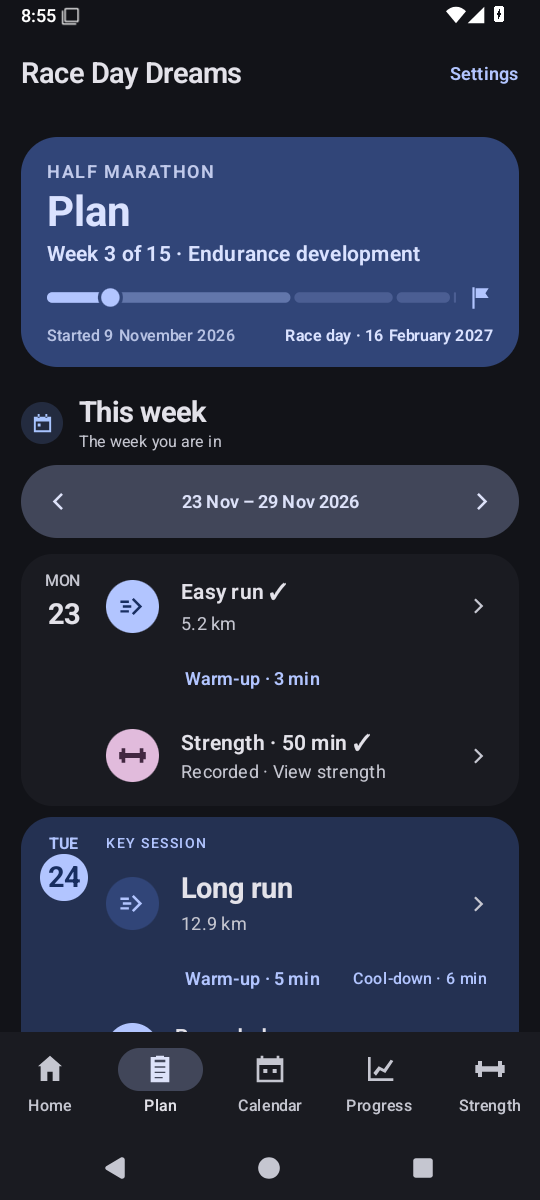 8:55
Race Day Dreams
Settings
HALF MARATHON
Plan
Week 3 of 15 · Endurance development
Started 9 November 2026
Race day · 16 February 2027
This week
The week you are in
23 Nov – 29 Nov 2026
MON
23
Easy run ✓
5.2 km
Warm-up · 3 min
Strength · 50 min ✓
Recorded · View strength
TUE
24
KEY SESSION
Long run
12.9 km
Warm-up · 5 min
Cool-down · 6 min
Home
Plan
Calendar
Progress
Strength